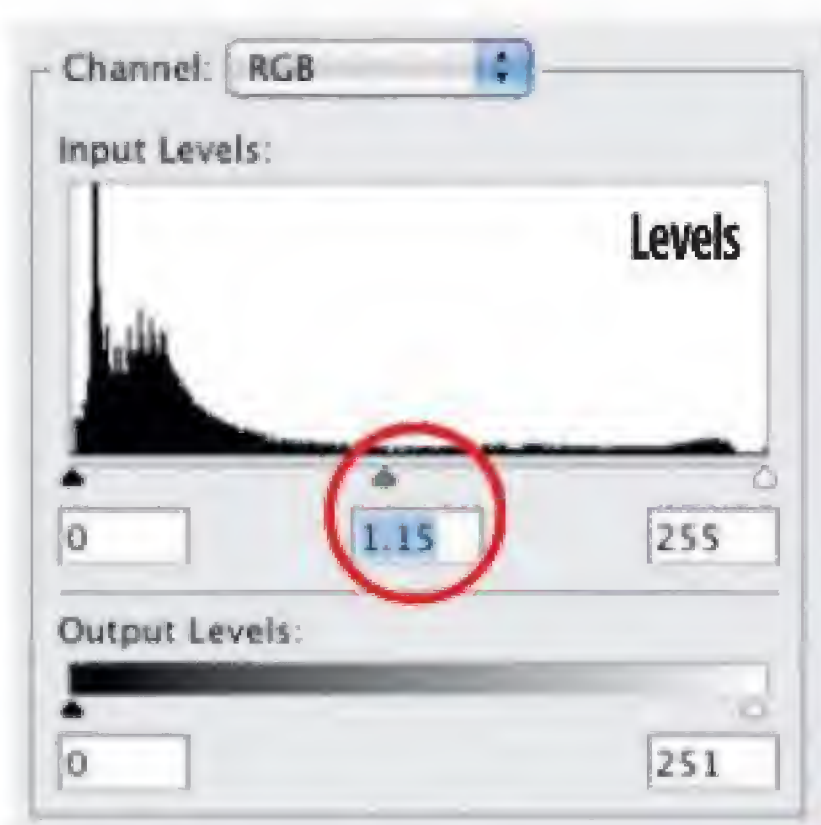 Channel: RGB
Input Levels:
Levels
0 1.15 255
Output Levels:
0 251